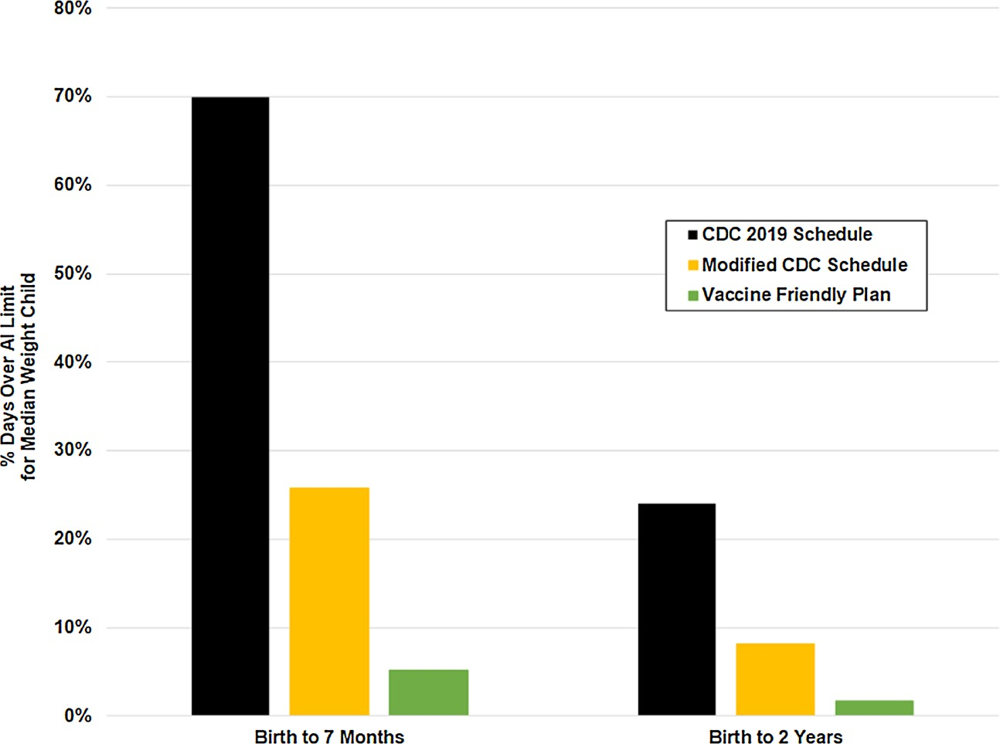 80%
70%
60%
50%
40%
30%
20%
10%
0%
% Days Over Al Limit
for Median Weight Child
CDC 2019 Schedule
Modified CDC Schedule
Vaccine Friendly Plan
Birth to 7 Months
Birth to 2 Years